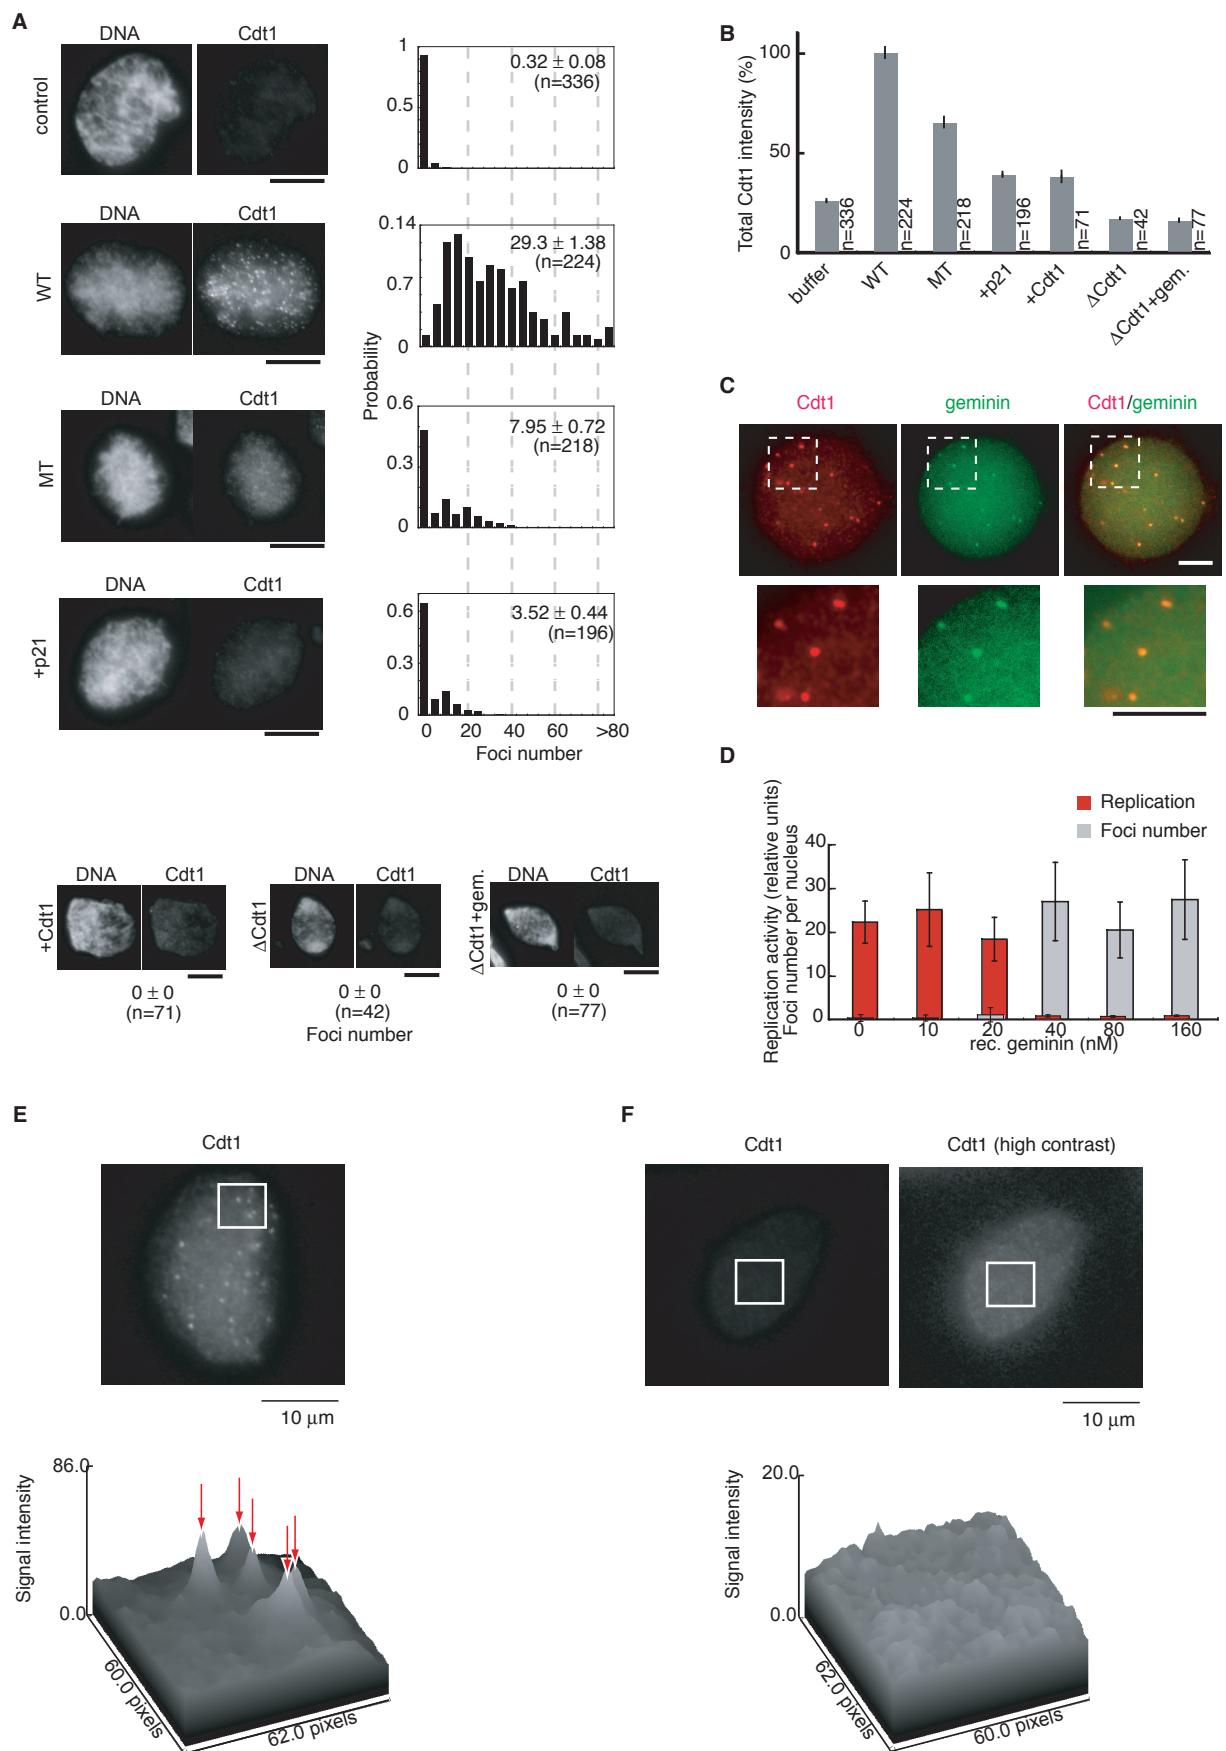 A
DNA Cdt1
control
1
0.5
0
0.32 ± 0.08
(n=336)
DNA Cdt1
WT
0.14
0.7
0
29.3 ± 1.38
(n=224)
Probability
DNA Cdt1
MT
0.6
0.3
0
7.95 ± 0.72
(n=218)
DNA Cdt1
+p21
0.6
0.3
0
3.52 ± 0.44
(n=196)
0 20 40 60 >80
Foci number
DNA Cdt1
+Cdt1
0 ± 0
(n=71)
DNA Cdt1
ΔCdt1
0 ± 0
(n=42)
DNA Cdt1
ΔCdt1+gem.
0 ± 0
(n=77)
Foci number
B
Total Cdt1 intensity (%)
100
50
0
n=336
n=224
n=218
n=196
n=71
n=42
n=77
buffer
WT
MT
+p21
+Cdt1
ΔCdt1
ΔCdt1+gem.
C
Cdt1 geminin Cdt1/geminin
D
Replication activity (relative units)
Foci number per nucleus
Replication
Foci number
40
30
20
10
0
0 10 20 40 80 160
rec. geminin (nM)
E
Cdt1
10 μm
Signal intensity
86.0
0.0
60.0 pixels
62.0 pixels
F
Cdt1 Cdt1 (high contrast)
10 μm
Signal intensity
20.0
0.0
62.0 pixels
60.0 pixels